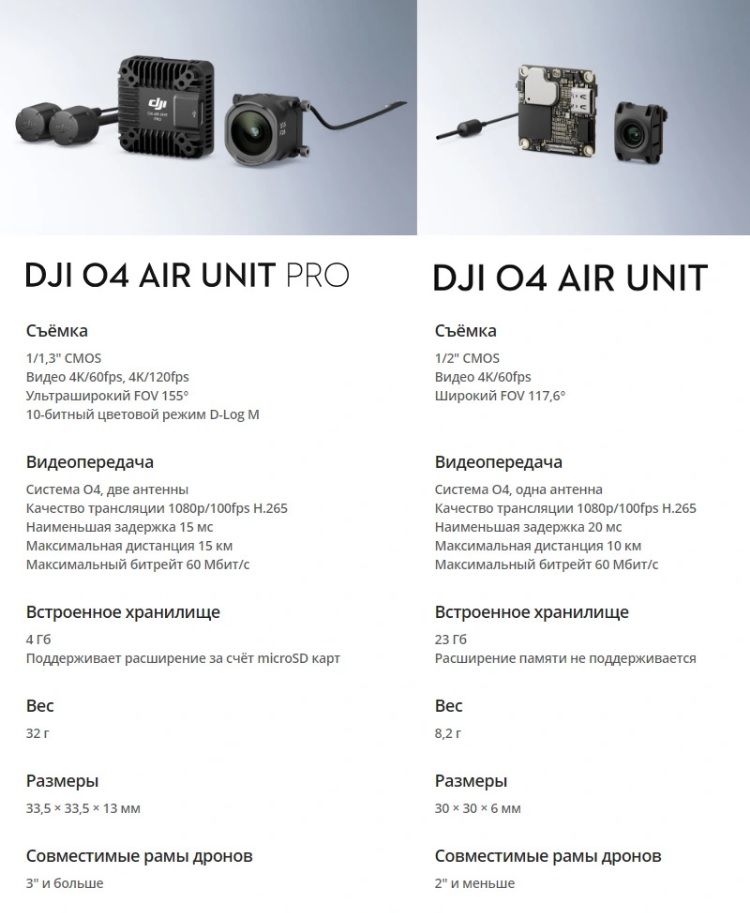 dji
DJI O4 AIR UNIT PRO
Съёмка
1/1,3" CMOS
Видео 4K/60fps, 4K/120fps
Ультраширокий FOV 155°
10-битный цветовой режим D-Log M
Видеопередача
Система O4, две антенны
Качество трансляции 1080p/100fps H.265
Наименьшая задержка 15 мс
Максимальная дистанция 15 км
Максимальный битрейт 60 Мбит/с
Встроенное хранилище
4 Гб
Поддерживает расширение за счёт microSD карт
Вес
32 г
Размеры
33,5 × 33,5 × 13 мм
Совместимые рамы дронов
3" и больше
DJI O4 AIR UNIT
Съёмка
1/2" CMOS
Видео 4K/60fps
Широкий FOV 117,6°
Видеопередача
Система O4, одна антенна
Качество трансляции 1080p/100fps H.265
Наименьшая задержка 20 мс
Максимальная дистанция 10 км
Максимальный битрейт 60 Мбит/с
Встроенное хранилище
23 Гб
Расширение памяти не поддерживается
Вес
8,2 г
Размеры
30 × 30 × 6 мм
Совместимые рамы дронов
2" и меньше